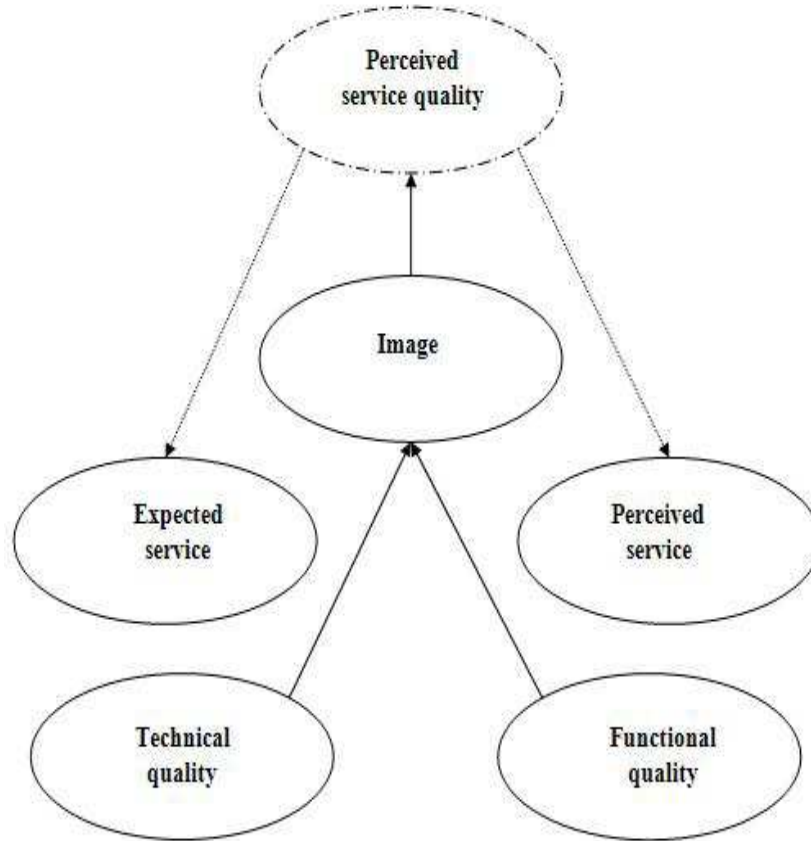 Perceived
service quality
Image
Expected
service
Perceived
service
Technical
quality
Functional
quality